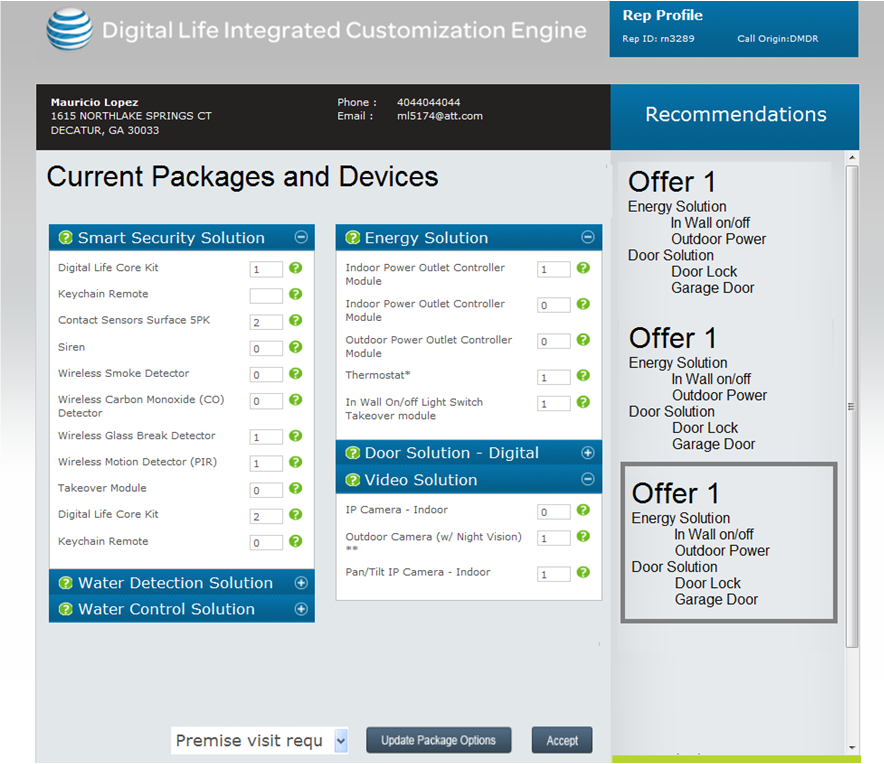 Digital Life Integrated Customization Engine
Rep Profile
Rep ID: rn3289 Call Origin:DMDR
Mauricio Lopez
1615 NORTHLAKE SPRINGS CT
DECATUR, GA 30033
Phone : 4044044044
Email : ml5174@att.com
Recommendations
Current Packages and Devices
Smart Security Solution
Digital Life Core Kit 1
Keychain Remote
Contact Sensors Surface 5PK 2
Siren 0
Wireless Smoke Detector 0
Wireless Carbon Monoxide (CO) 0
Detector
Wireless Glass Break Detector 1
Wireless Motion Detector (PIR) 1
Takeover Module 0
Digital Life Core Kit 2
Keychain Remote 0
Water Detection Solution
Water Control Solution
Energy Solution
Indoor Power Outlet Controller 1
Module
Indoor Power Outlet Controller 0
Module
Outdoor Power Outlet Controller 0
Module
Thermostat* 1
In Wall On/off Light Switch 1
Takeover module
Door Solution - Digital
Video Solution
IP Camera - Indoor 0
Outdoor Camera (w/ Night Vision) 1
**
Pan/Tilt IP Camera - Indoor 1
Offer 1
Energy Solution
In Wall on/off
Outdoor Power
Door Solution
Door Lock
Garage Door
Offer 1
Energy Solution
In Wall on/off
Outdoor Power
Door Solution
Door Lock
Garage Door
Offer 1
Energy Solution
In Wall on/off
Outdoor Power
Door Solution
Door Lock
Garage Door
Premise visit requ
Update Package Options
Accept